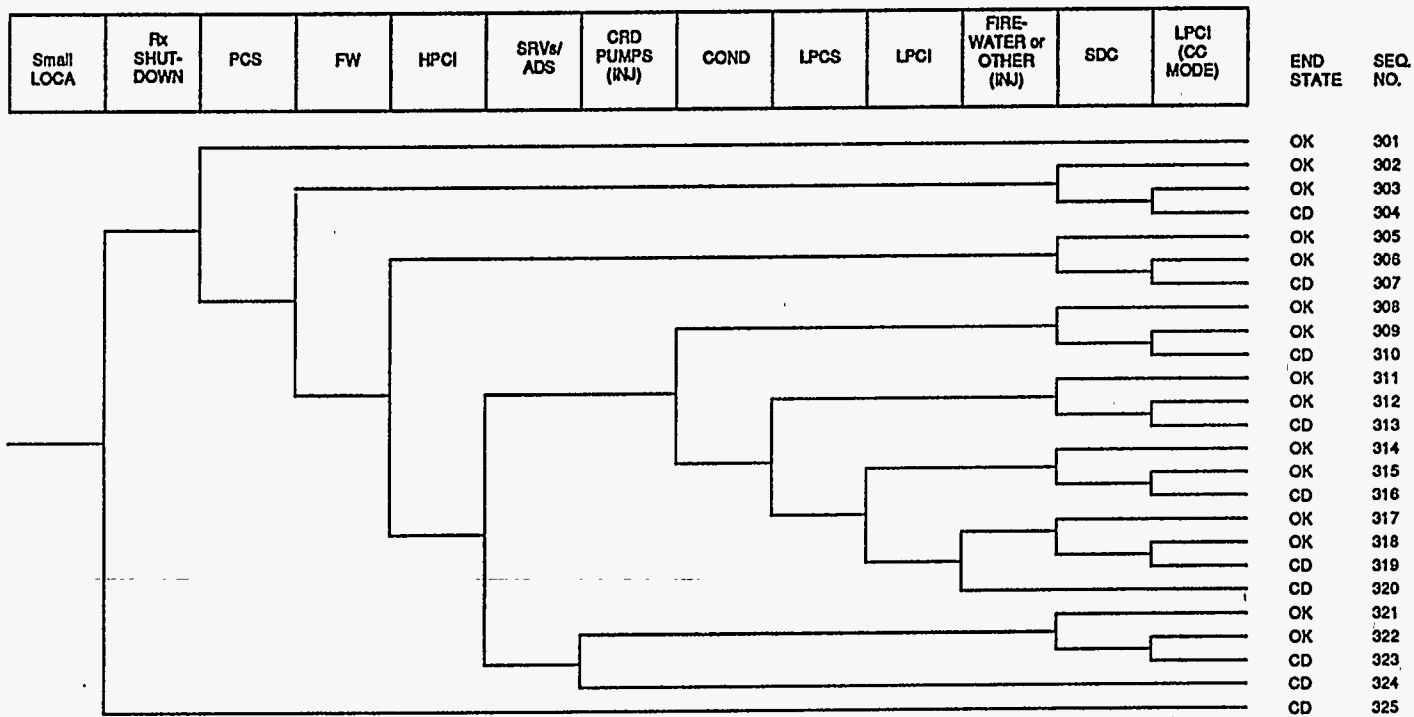 Small LOCA
Rx SHUT-DOWN
PCS
FW
HPCI
SRVs/ ADS
CRD PUMPS (INJ)
COND
LPCS
LPCI
FIRE-WATER or OTHER (INJ)
SDC
LPCI (CC MODE)
END STATE
SEQ. NO.
OK 301
OK 302
OK 303
CD 304
OK 305
OK 306
CD 307
OK 308
OK 309
CD 310
OK 311
OK 312
CD 313
OK 314
OK 315
CD 316
OK 317
OK 318
CD 319
CD 320
OK 321
OK 322
CD 323
CD 324
CD 325